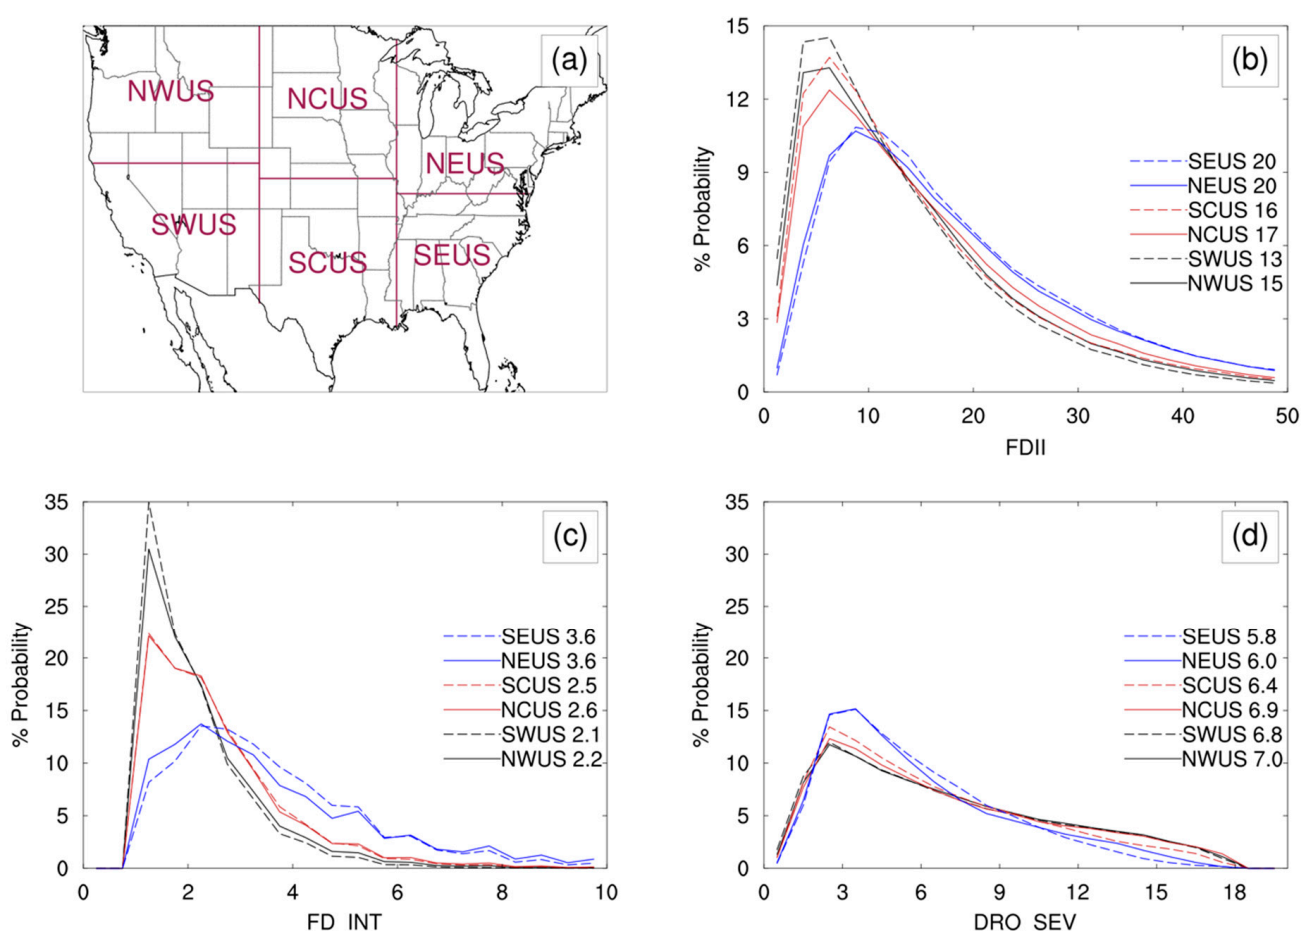 (a)
NWUS
NCUS
NEUS
SWUS
SCUS
SEUS
(b)
15
12
9
6
3
0
% Probability
SEUS 20
NEUS 20
SCUS 16
NCUS 17
SWUS 13
NWUS 15
0 10 20 30 40 50
FDII
(c)
35
30
25
20
15
10
5
0
% Probability
SEUS 3.6
NEUS 3.6
SCUS 2.5
NCUS 2.6
SWUS 2.1
NWUS 2.2
0 2 4 6 8 10
FD INT
(d)
35
30
25
20
15
10
5
0
% Probability
SEUS 5.8
NEUS 6.0
SCUS 6.4
NCUS 6.9
SWUS 6.8
NWUS 7.0
0 3 6 9 12 15 18
DRO SEV